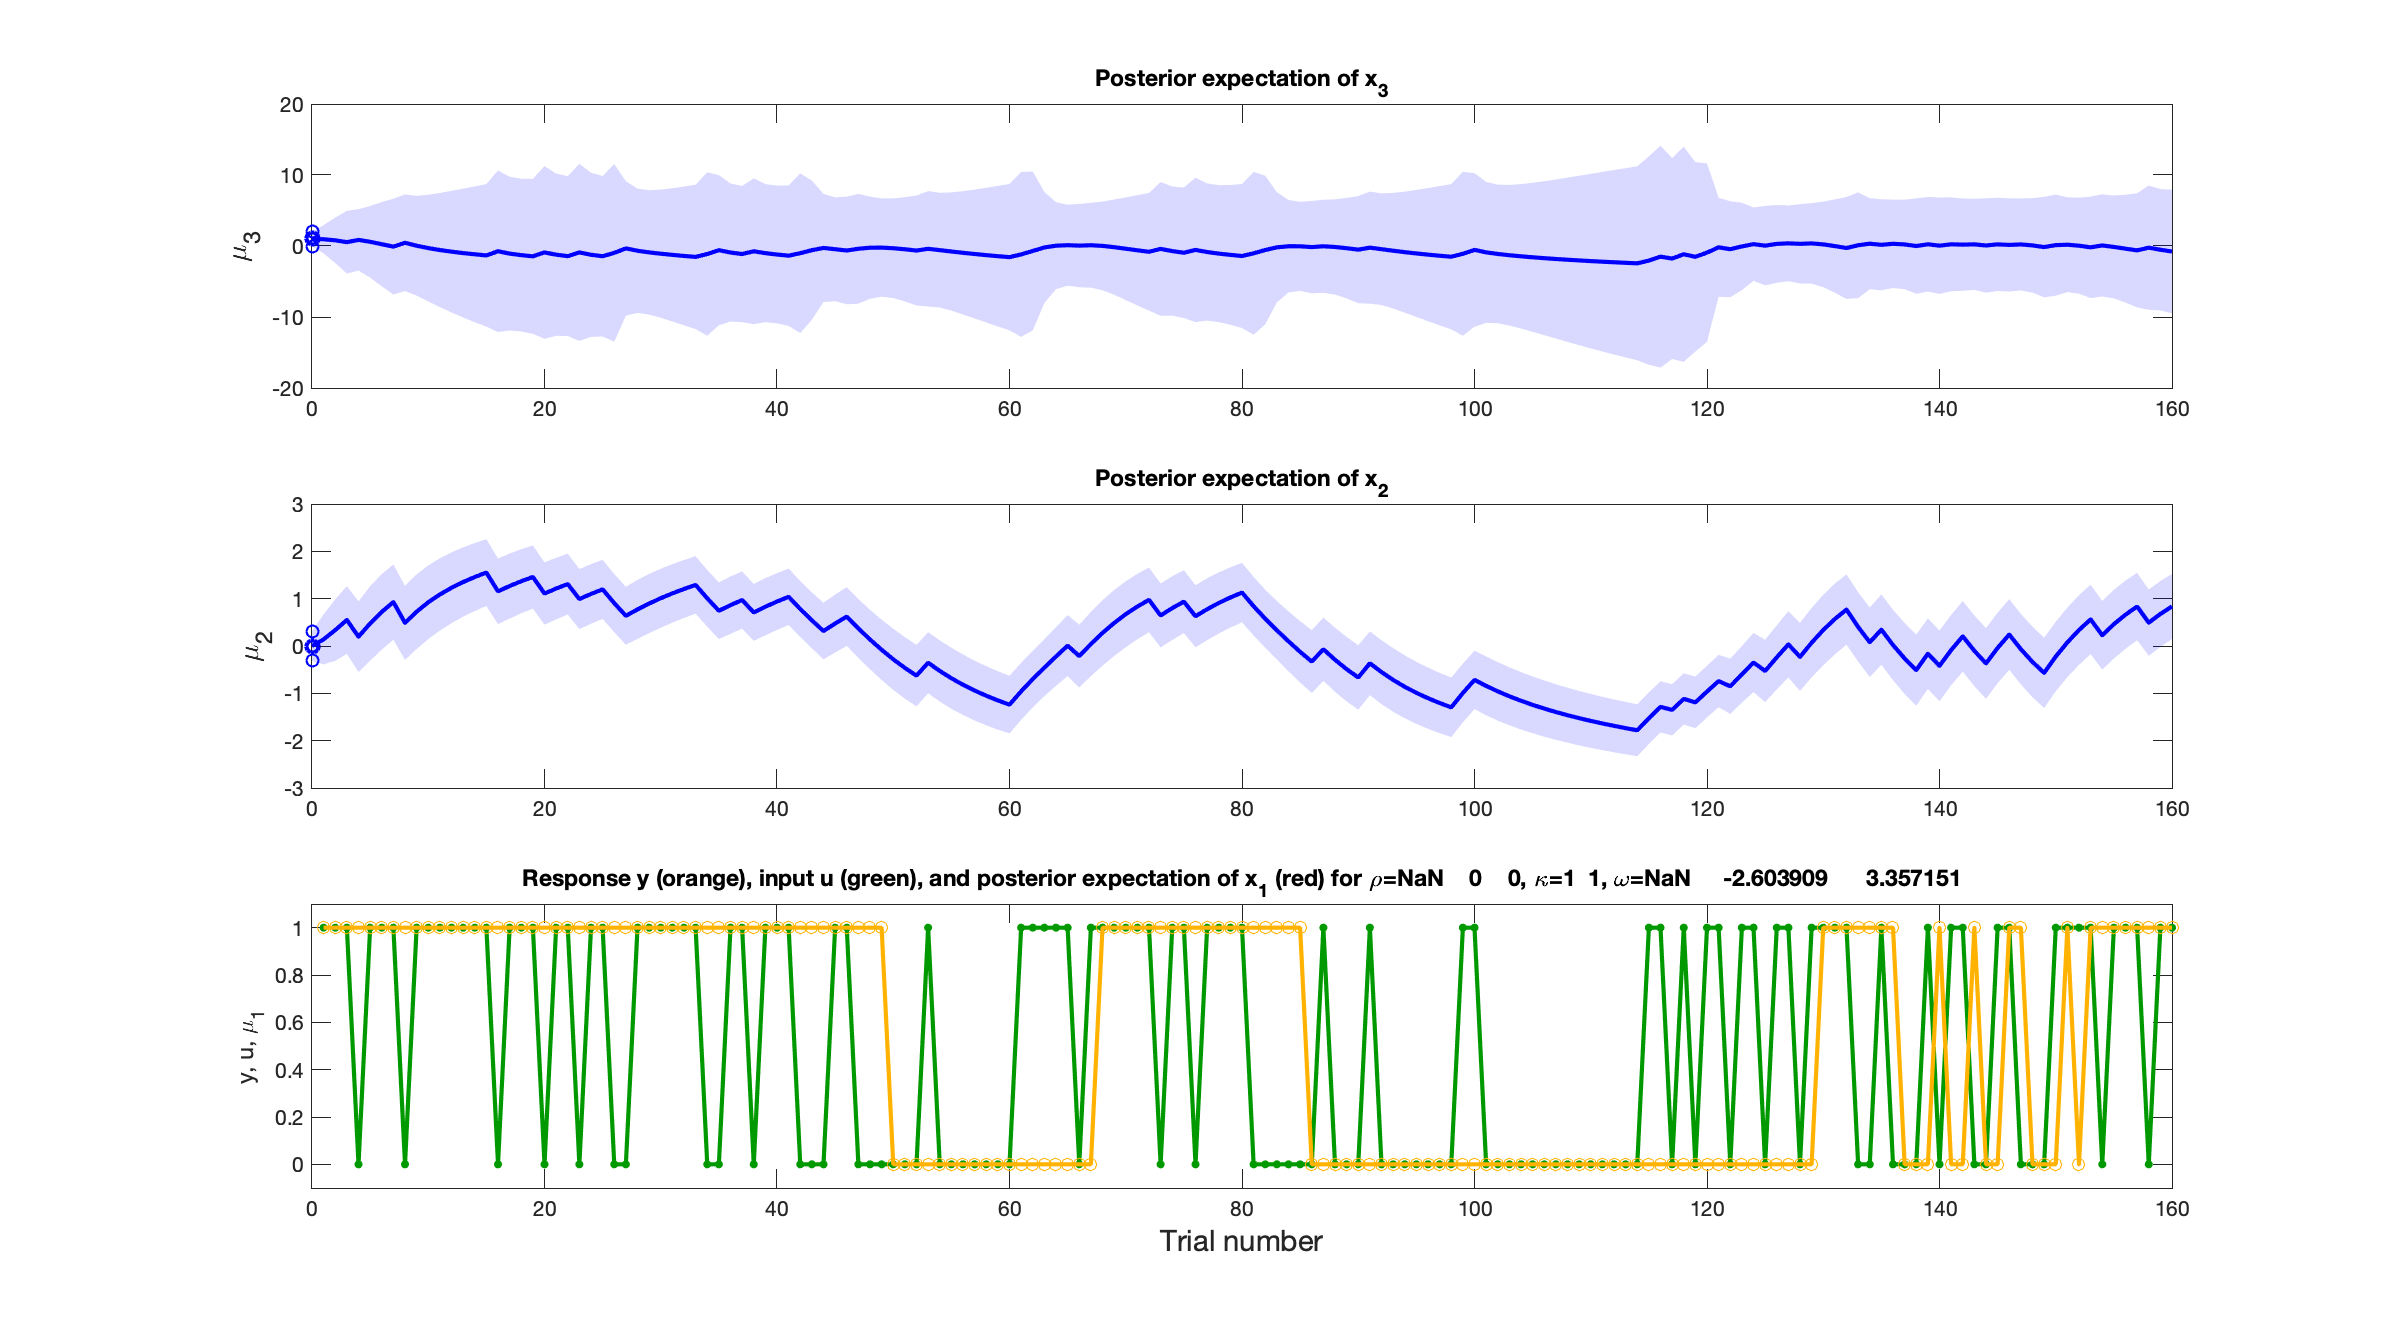 Posterior expectation of x3
20
10
0
-10
-20
μ3
0 20 40 60 80 100 120 140 160
Posterior expectation of x2
3
2
1
0
-1
-2
-3
μ2
0 20 40 60 80 100 120 140 160
Response y (orange), input u (green), and posterior expectation of x1 (red) for ρ=NaN 0 0, κ=1 1, ω=NaN -2.603909 3.357151
1
0.8
0.6
0.4
0.2
0
y, u, μ1
0 20 40 60 80 100 120 140 160
Trial number